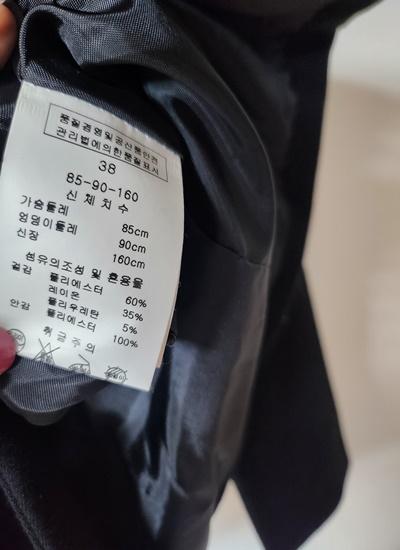 품질경영및공산품안전
관리법에의한품질표시
38
85-90-160
신체치수
가슴둘레 85cm
엉덩이둘레 90cm
신장 160cm
섬유의조성 및 혼용율
겉감 폴리에스터 60%
레이온 35%
폴리우레탄 5%
안감 폴리에스터 100%
취급주의